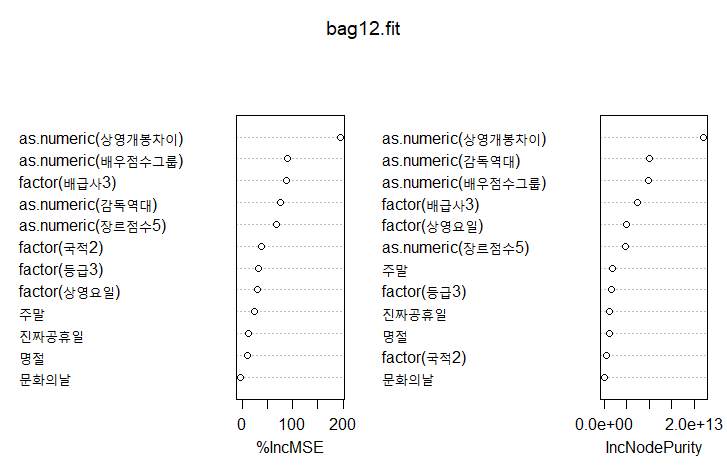 bag12.fit
as.numeric(상영개봉차이)
as.numeric(배우점수그룹)
factor(배급사3)
as.numeric(감독역대)
as.numeric(장르점수5)
factor(국적2)
factor(등급3)
factor(상영요일)
주말
진짜공휴일
명절
문화의날
0 100 200
%IncMSE
as.numeric(상영개봉차이)
as.numeric(감독역대)
as.numeric(배우점수그룹)
factor(배급사3)
factor(상영요일)
as.numeric(장르점수5)
주말
factor(등급3)
진짜공휴일
명절
factor(국적2)
문화의날
0.0e+00 2.0e+13
IncNodePurity